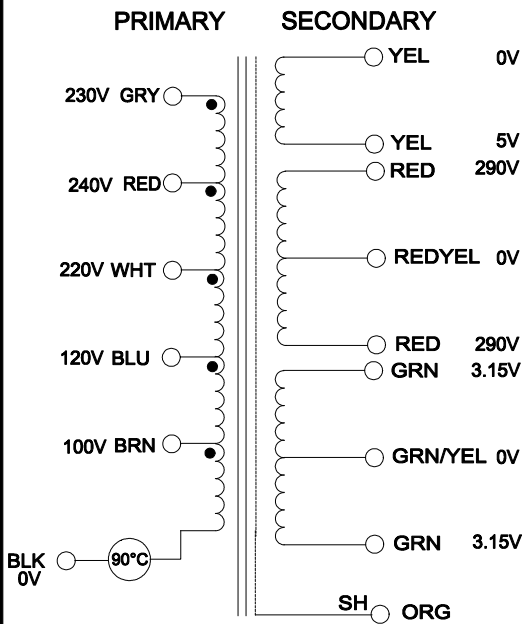 PRIMARY SECONDARY
YEL 0V
230V GRY
YEL 5V
RED 290V
240V RED
REDYEL 0V
220V WHT
RED 290V
120V BLU
GRN 3.15V
100V BRN
GRN/YEL 0V
GRN 3.15V
BLK 90°C
0V
SH ORG